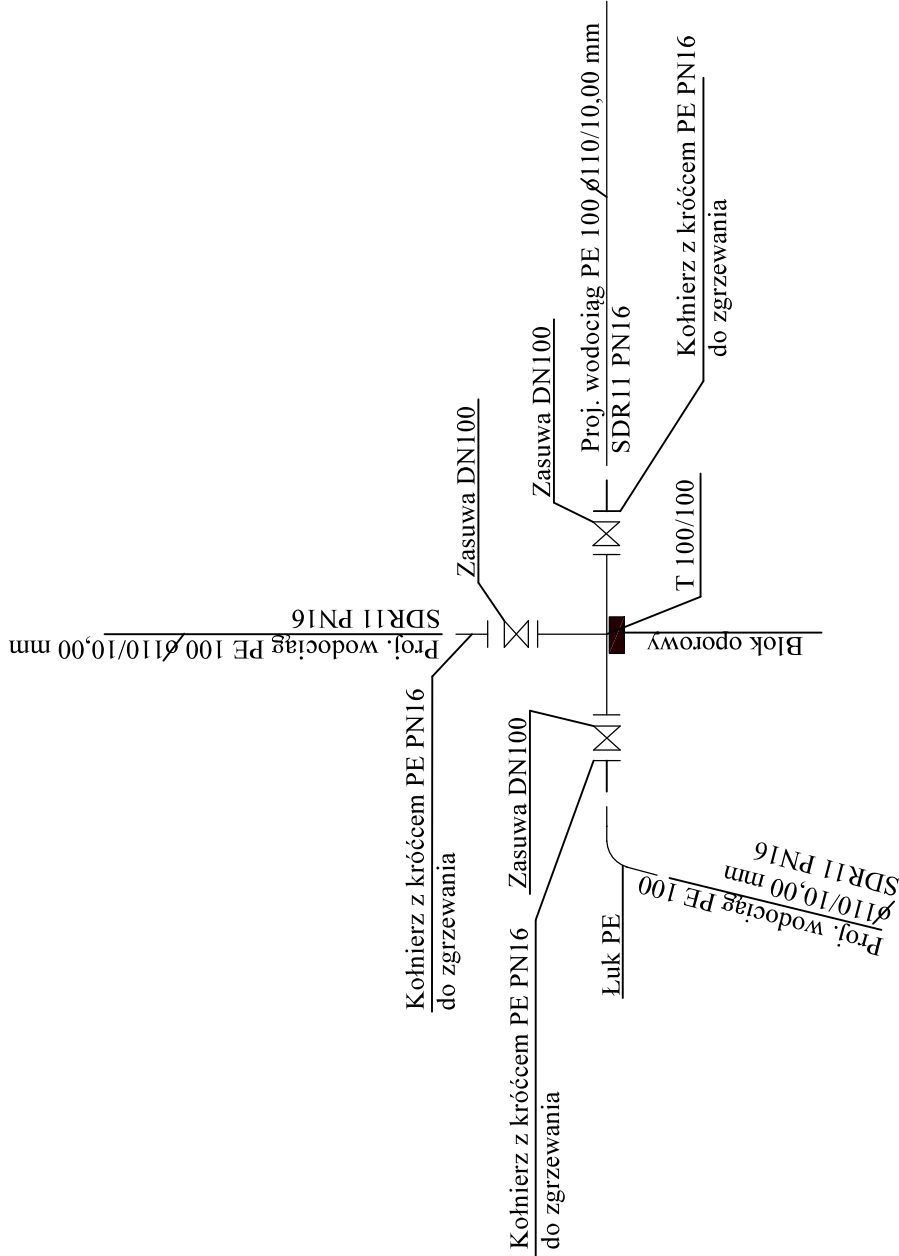 Proj. wodociąg PE 100 ϕ110/10,00 mm
SDR11 PN16
Kołnierz z króćcem PE PN16
do zgrzewania
Zasuwa DN100
Zasuwa DN100
T 100/100
Proj. wodociąg PE 100 ϕ110/10,00 mm
SDR11 PN16
Blok oporowy
Kołnierz z króćcem PE PN16
do zgrzewania
Zasuwa DN100
Kołnierz z króćcem PE PN16
do zgrzewania
Łuk PE
Proj. wodociąg PE 100
ϕ110/10,00 mm
SDR11 PN16